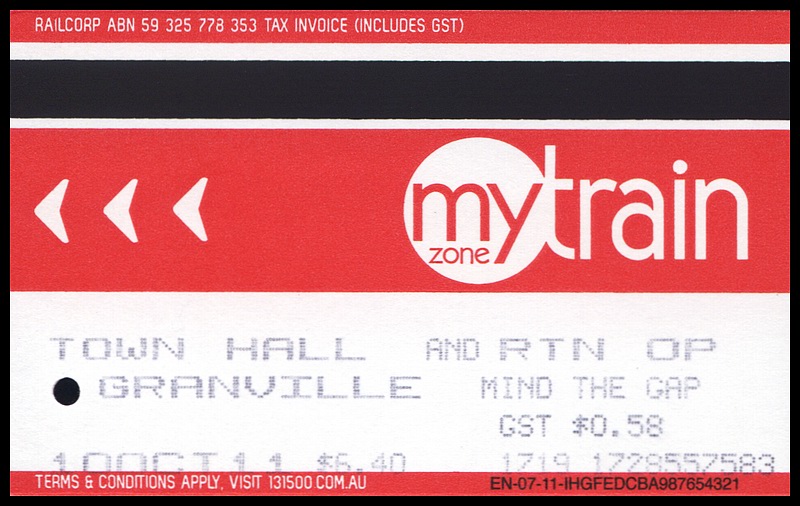 RAILCORP ABN 59 325 778 353 TAX INVOICE (INCLUDES GST)
my zone train
TOWN HALL AND RTN OP
GRANVILLE MIND THE GAP
GST $0.58
10OCT11 $6.40 1719 1728557583
TERMS & CONDITIONS APPLY, VISIT 131500.COM.AU EN-07-11-IHGFEDCBA987654321